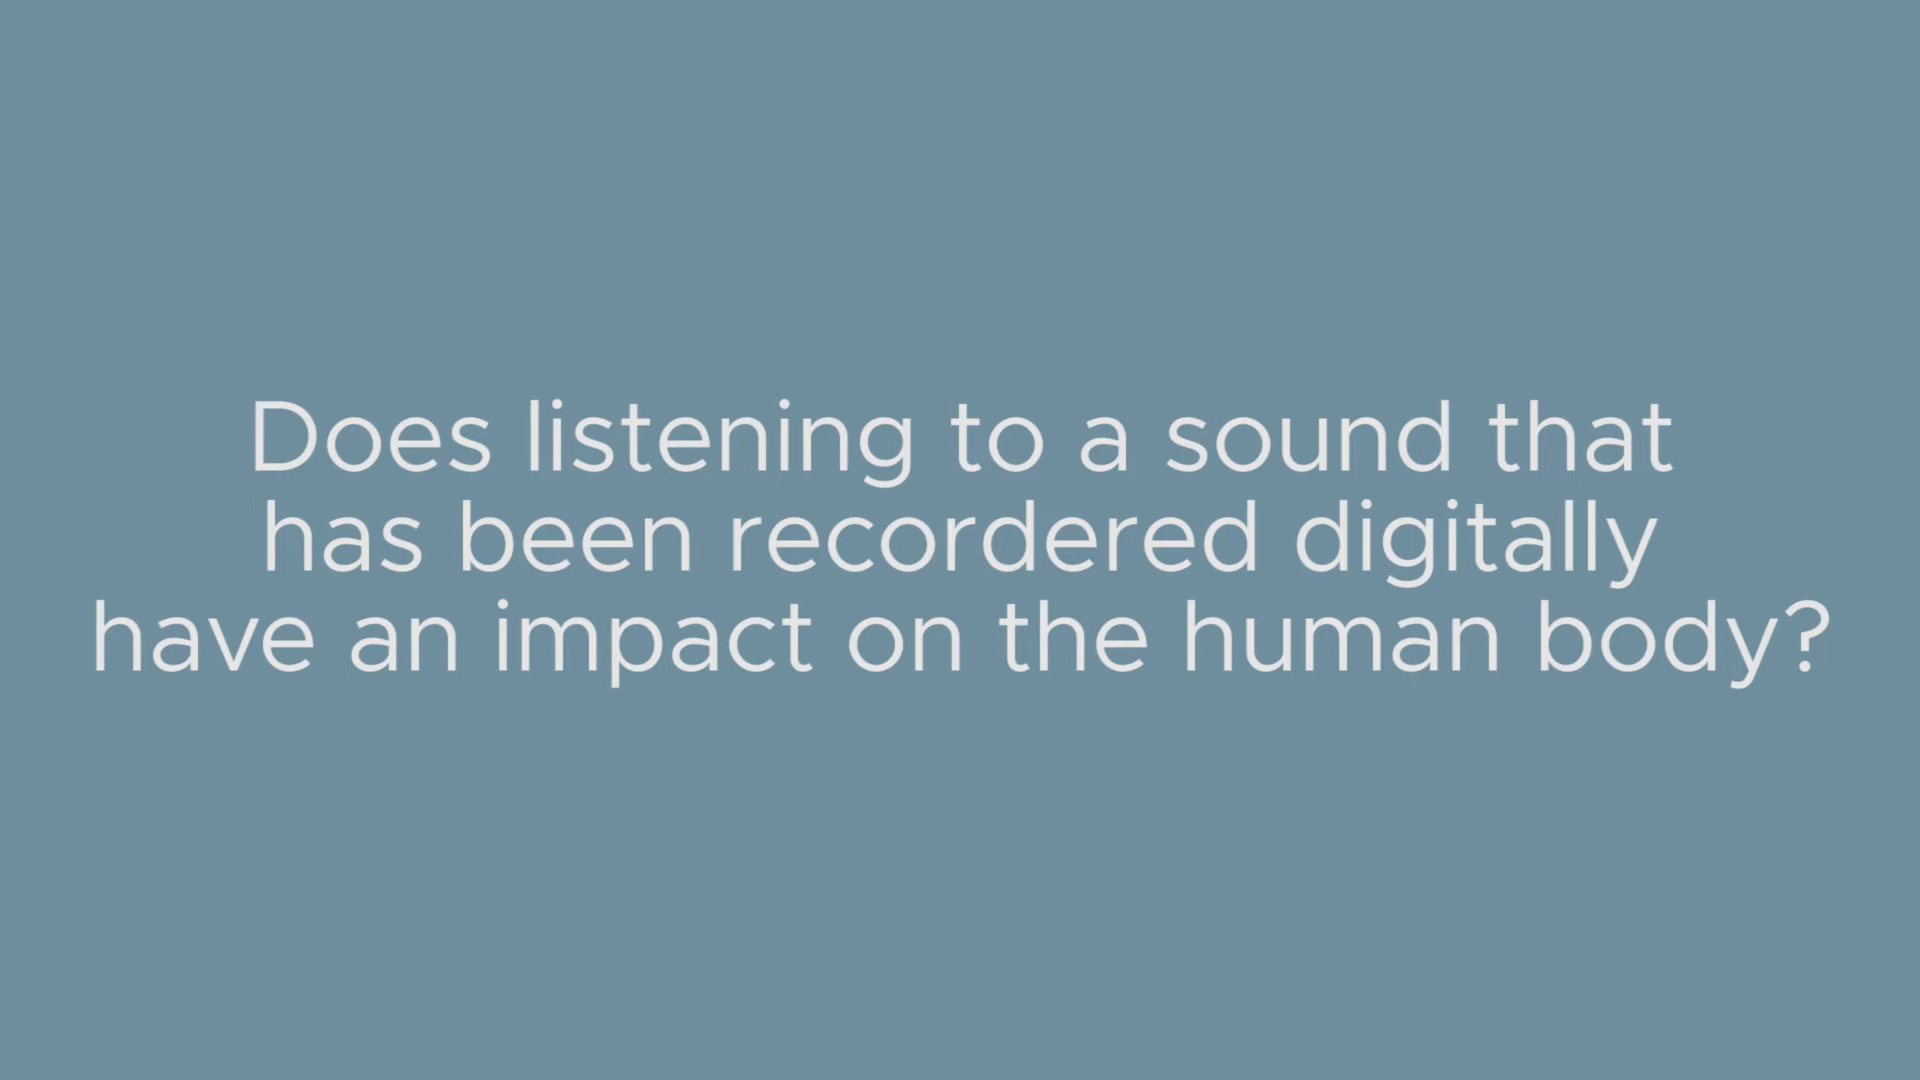 Does listening to a sound that
has been recordered digitally
have an impact on the human body?